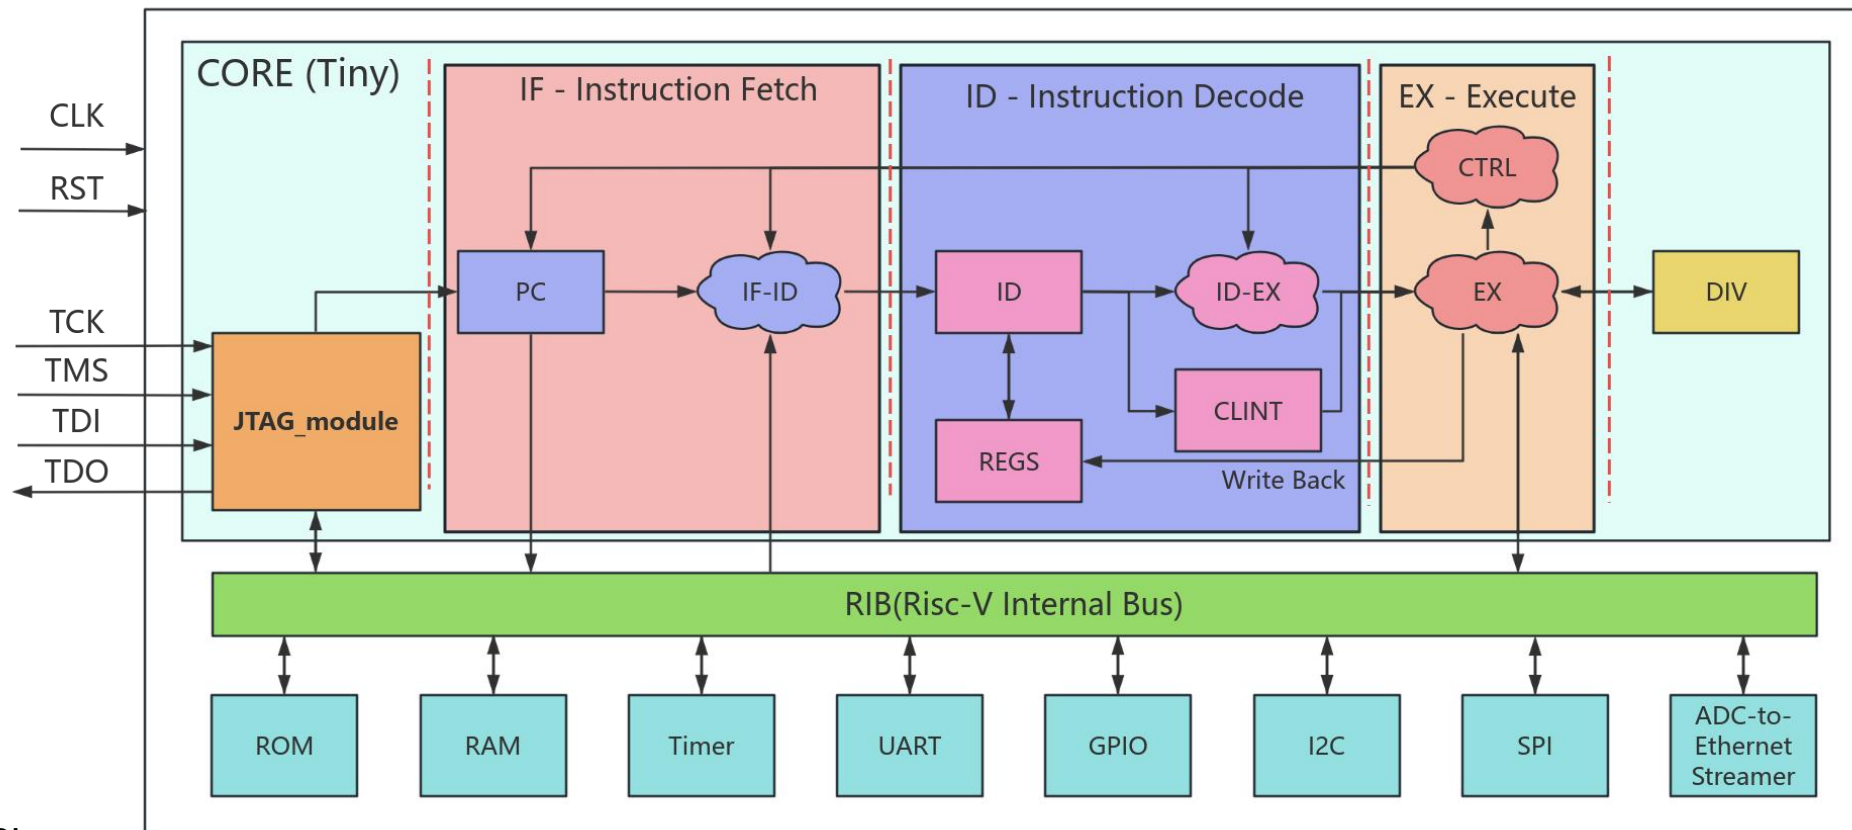 CORE (Tiny)
IF - Instruction Fetch
ID - Instruction Decode
EX - Execute
CLK
RST
TCK
TMS
TDI
TDO
JTAG_module
CTRL
PC
IF-ID
ID
ID-EX
EX
DIV
CLINT
REGS
Write Back
RIB(Risc-V Internal Bus)
ROM
RAM
Timer
UART
GPIO
I2C
SPI
ADC-to-
Ethernet
Streamer